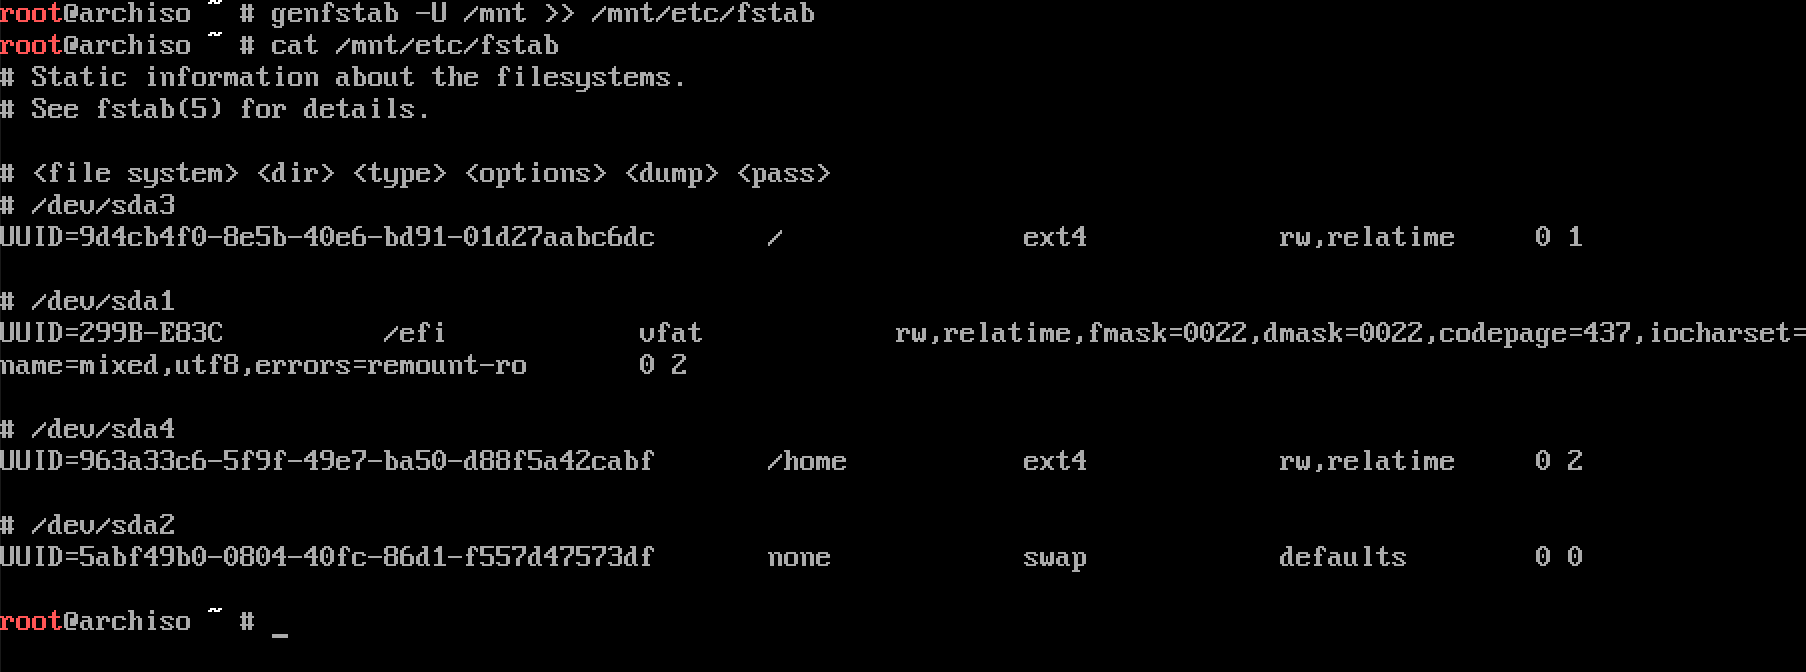 root@archiso ~ # genfstab -U /mnt >> /mnt/etc/fstab
root@archiso ~ # cat /mnt/etc/fstab
# Static information about the filesystems.
# See fstab(5) for details.
# <file system> <dir> <type> <options> <dump> <pass>
# /dev/sda3
UUID=9d4cb4f0-8e5b-40e6-bd91-01d27aabc6dc / ext4 rw,relatime 0 1
# /dev/sda1
UUID=299B-E83C /efi vfat rw,relatime,fmask=0022,dmask=0022,codepage=437,iocharset=
name=mixed,utf8,errors=remount-ro 0 2
# /dev/sda4
UUID=963a33c6-5f9f-49e7-ba50-d88f5a42cabf /home ext4 rw,relatime 0 2
# /dev/sda2
UUID=5abf49b0-0804-40fc-86d1-f557d47573df none swap defaults 0 0
root@archiso ~ # _